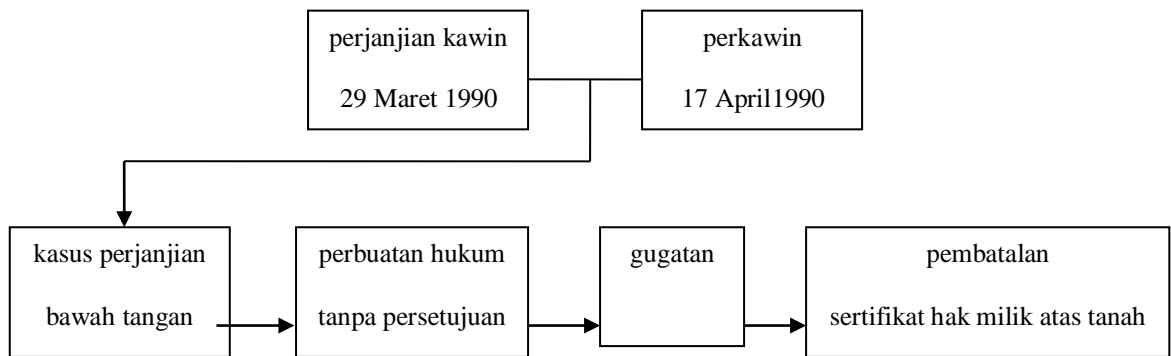 perjanjian kawin
29 Maret 1990
perkawin
17 April1990
kasus perjanjian
bawah tangan
perbuatan hukum
tanpa persetujuan
gugatan
pembatalan
sertifikat hak milik atas tanah